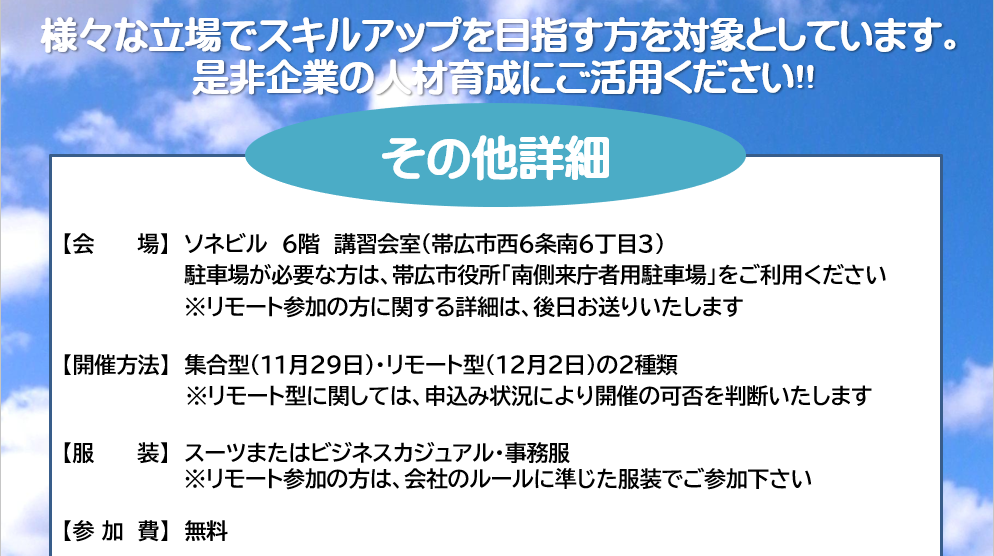 様々な立場でスキルアップを目指す方を対象としています。
是非企業の人材育成にご活用ください!!
その他詳細
【会　　場】 ソネビル　6階　講習会室(帯広市西6条南6丁目3)
駐車場が必要な方は、帯広市役所「南側来庁者用駐車場」をご利用ください
※リモート参加の方に関する詳細は、後日お送りいたします
【開催方法】 集合型(11月29日)・リモート型(12月2日)の2種類
※リモート型に関しては、申込み状況により開催の可否を判断いたします
【服　　装】 スーツまたはビジネスカジュアル・事務服
※リモート参加の方は、会社のルールに準じた服装でご参加下さい
【参 加 費】 無料